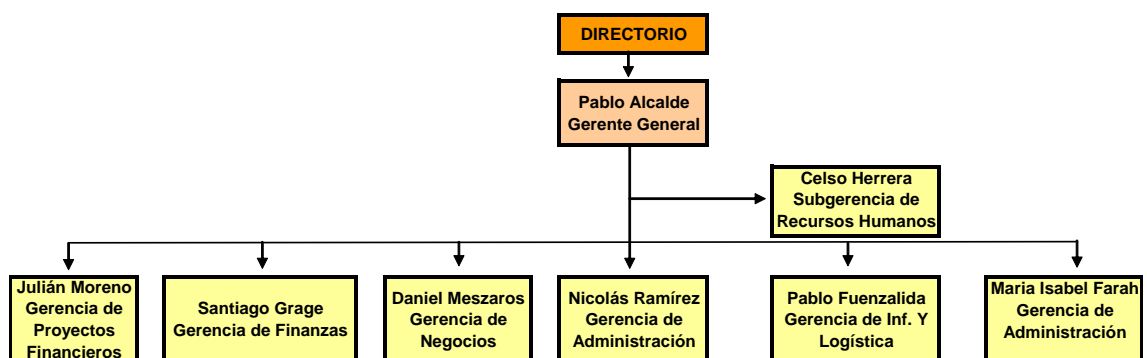 DIRECTORIO
Pablo Alcalde
Gerente General
Celso Herrera
Subgerencia de
Recursos Humanos
Julián Moreno
Gerencia de
Proyectos
Financieros
Santiago Grage
Gerencia de Finanzas
Daniel Meszaros
Gerencia de
Negocios
Nicolás Ramírez
Gerencia de
Administración
Pablo Fuenzalida
Gerencia de Inf. Y
Logística
Maria Isabel Farah
Gerencia de
Administración